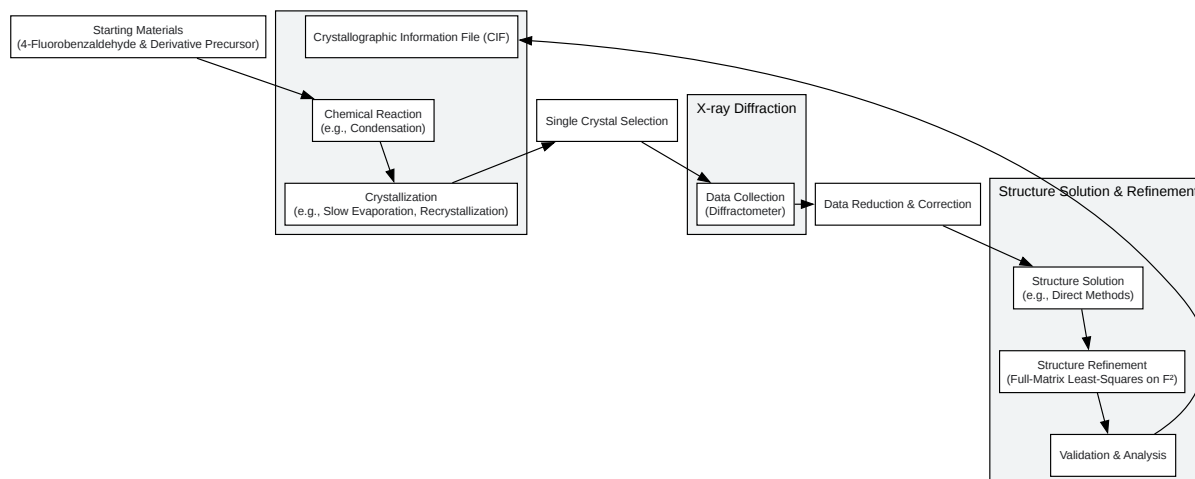 Starting Materials
(4-Fluorobenzaldehyde & Derivative Precursor)
Crystallographic Information File (CIF)
Chemical Reaction
(e.g., Condensation)
Crystallization
(e.g., Slow Evaporation, Recrystallization)
Single Crystal Selection
X-ray Diffraction
Data Collection
(Diffractometer)
Data Reduction & Correction
Structure Solution & Refinement
Structure Solution
(e.g., Direct Methods)
Structure Refinement
(Full-Matrix Least-Squares on F²)
Validation & Analysis